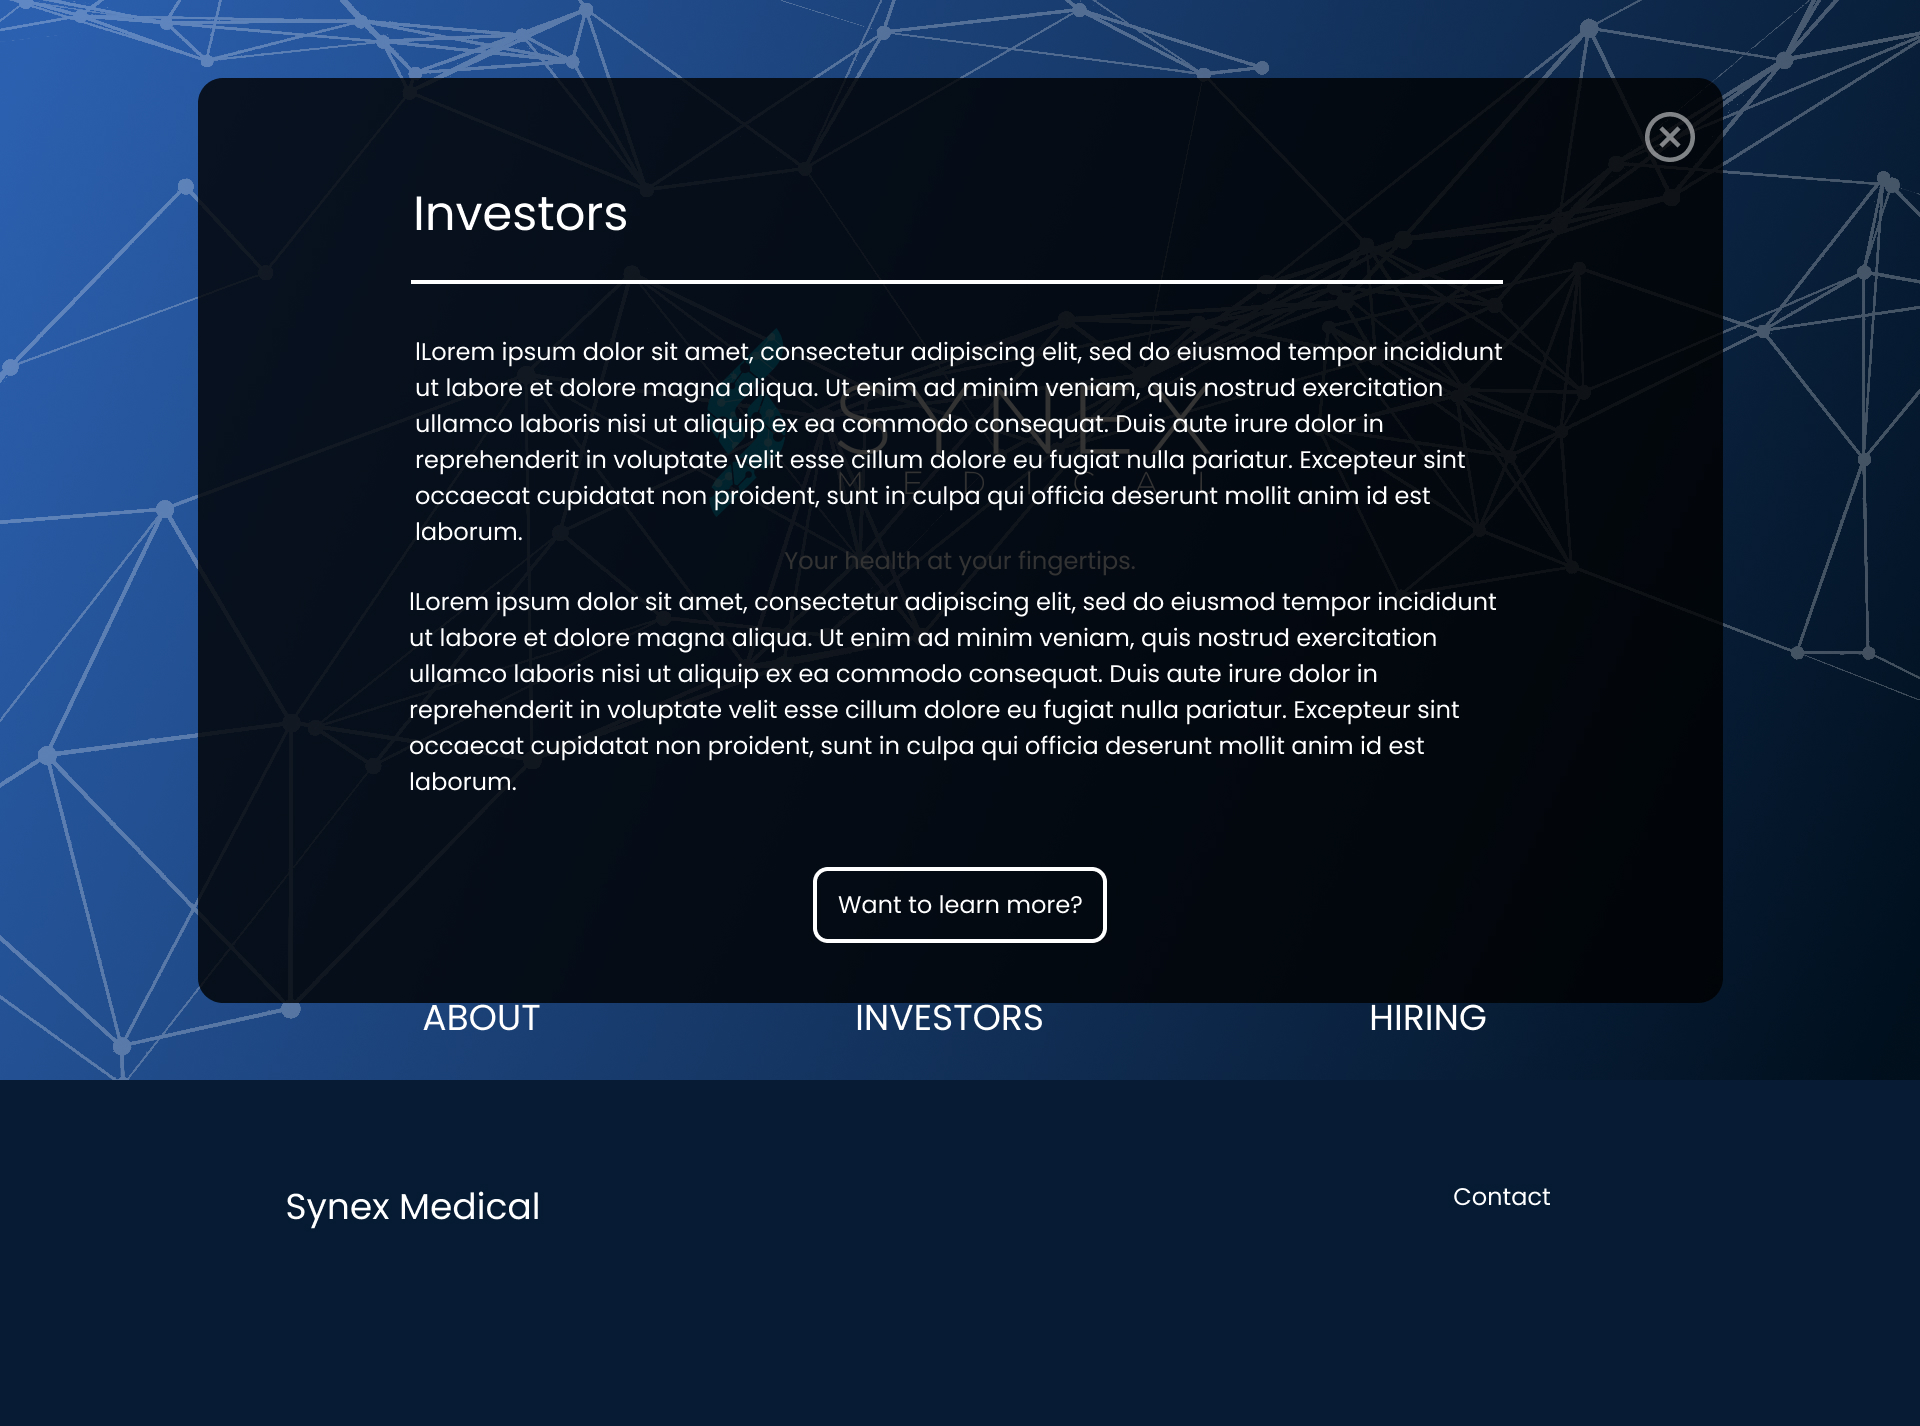 Investors
lLorem ipsum dolor sit amet, consectetur adipiscing elit, sed do eiusmod tempor incididunt
ut labore et dolore magna aliqua. Ut enim ad minim veniam, quis nostrud exercitation
ullamco laboris nisi ut aliquip ex ea commodo consequat. Duis aute irure dolor in
reprehenderit in voluptate velit esse cillum dolore eu fugiat nulla pariatur. Excepteur sint
occaecat cupidatat non proident, sunt in culpa qui officia deserunt mollit anim id est
laborum.
SYNEX
MEDICAL
Your health at your fingertips.
lLorem ipsum dolor sit amet, consectetur adipiscing elit, sed do eiusmod tempor incididunt
ut labore et dolore magna aliqua. Ut enim ad minim veniam, quis nostrud exercitation
ullamco laboris nisi ut aliquip ex ea commodo consequat. Duis aute irure dolor in
reprehenderit in voluptate velit esse cillum dolore eu fugiat nulla pariatur. Excepteur sint
occaecat cupidatat non proident, sunt in culpa qui officia deserunt mollit anim id est
laborum.
Want to learn more?
ABOUT INVESTORS HIRING
Synex Medical Contact